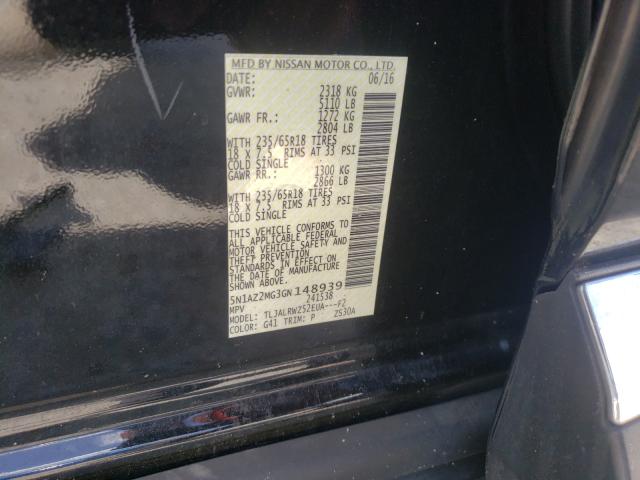 MFD BY NISSAN MOTOR CO., LTD.
DATE: 06/16
GVWR: 2318 KG
5110 LB
GAWR FR.: 1272 KG
2804 LB
WITH 235/65R18 TIRES
18 X 7.5 RIMS AT 33 PSI
COLD SINGLE
GAWR RR.: 1300 KG
2866 LB
WITH 235/65R18 TIRES
18 X 7.5 RIMS AT 33 PSI
COLD SINGLE
THIS VEHICLE CONFORMS TO
ALL APPLICABLE FEDERAL
MOTOR VEHICLE SAFETY AND
THEFT PREVENTION
STANDARDS IN EFFECT ON
THE DATE OF MANUFACTURE
SHOWN ABOVE.
5N1AZ2MG3GN148939
MPV 241538
MODEL: TLJALRWZ52EUA---F2
COLOR: G41 TRIM: P ZS30A